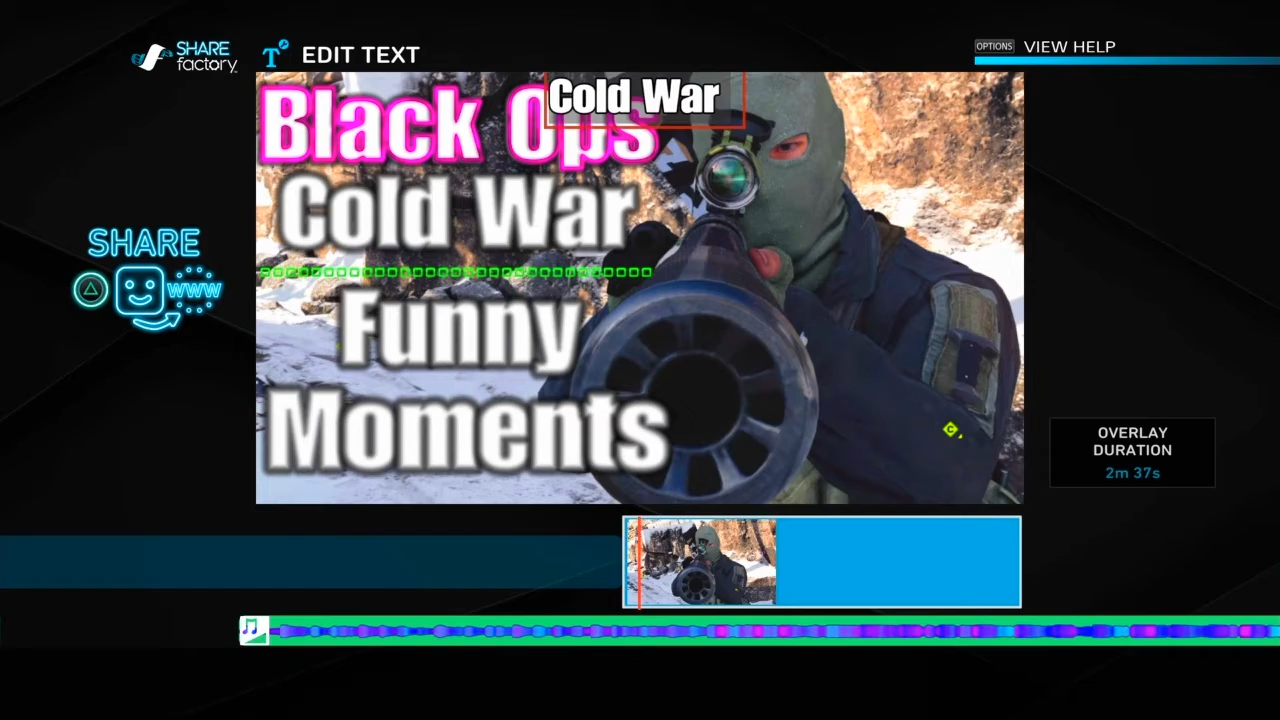 SHARE
factory
EDIT TEXT
OPTIONS
VIEW HELP
Cold War
Black Ops
Cold War
Funny
Moments
SHARE
WWW
C
OVERLAY
DURATION
2m 37s